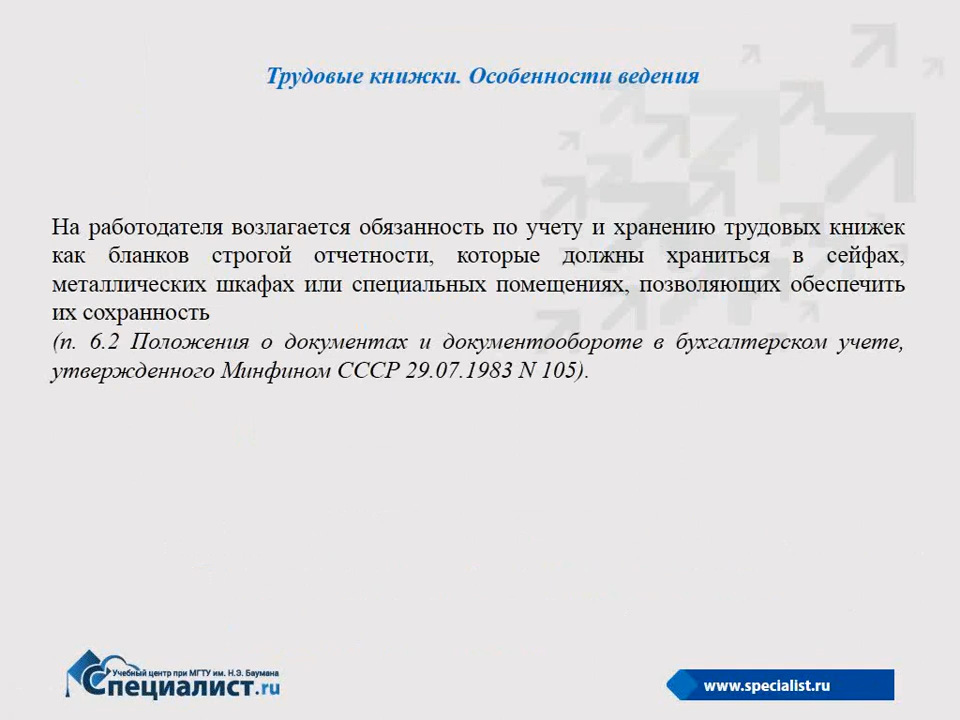 Трудовые книжки. Особенности ведения
На работодателя возлагается обязанность по учету и хранению трудовых книжек
как бланков строгой отчетности, которые должны храниться в сейфах,
металлических шкафах или специальных помещениях, позволяющих обеспечить
их сохранность
(п. 6.2 Положения о документах и документообороте в бухгалтерском учете,
утвержденного Минфином СССР 29.07.1983 N 105).
Учебный центр при МГТУ им. Н.Э. Баумана
Специалист.ru
www.specialist.ru